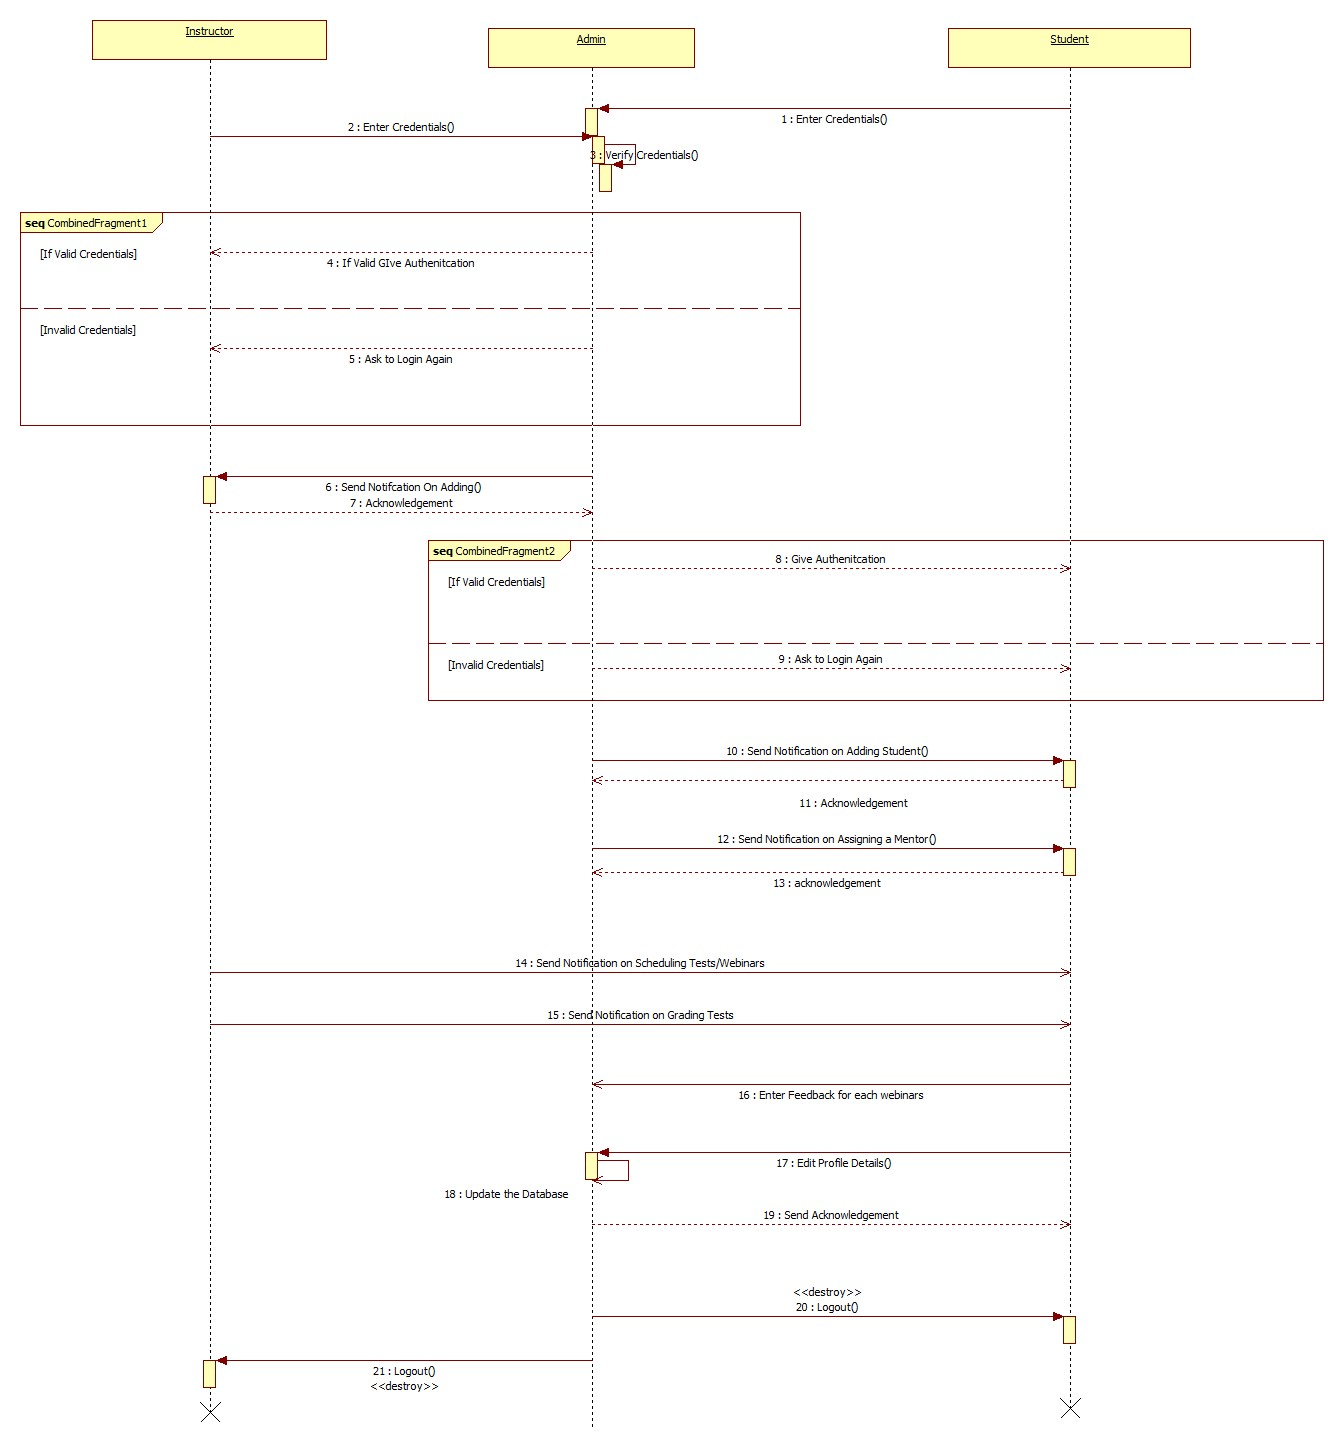 Instructor
Admin
Student
1 : Enter Credentials()
2 : Enter Credentials()
3 : Verify Credentials()
seq CombinedFragment1
[If Valid Credentials]
4 : If Valid GIve Authenitcation
[Invalid Credentials]
5 : Ask to Login Again
6 : Send Notifcation On Adding()
7 : Acknowledgement
seq CombinedFragment2
8 : Give Authenitcation
[If Valid Credentials]
9 : Ask to Login Again
[Invalid Credentials]
10 : Send Notification on Adding Student()
11 : Acknowledgement
12 : Send Notification on Assigning a Mentor()
13 : acknowledgement
14 : Send Notification on Scheduling Tests/Webinars
15 : Send Notification on Grading Tests
16 : Enter Feedback for each webinars
17 : Edit Profile Details()
18 : Update the Database
19 : Send Acknowledgement
<<destroy>>
20 : Logout()
21 : Logout()
<<destroy>>